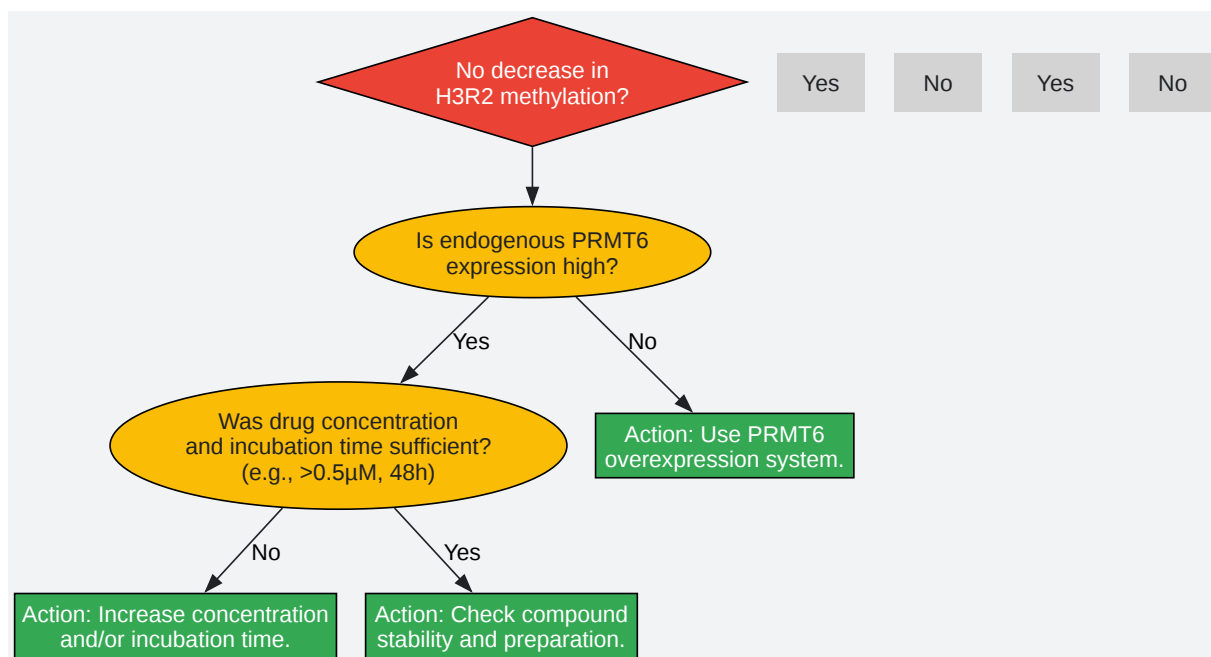 No decrease in
H3R2 methylation?
Yes
No
Yes
No
Is endogenous PRMT6
expression high?
Yes
No
Was drug concentration
and incubation time sufficient?
(e.g., >0.5µM, 48h)
Action: Use PRMT6
overexpression system.
No
Yes
Action: Increase concentration
and/or incubation time.
Action: Check compound
stability and preparation.